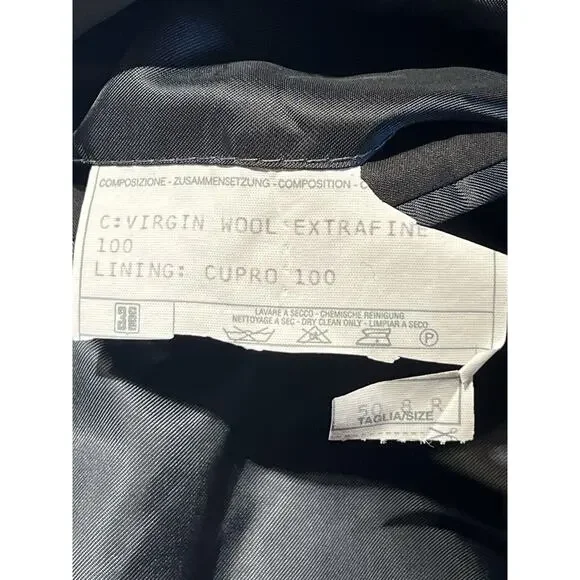 COMPOSIZIONE - ZUSAMMENSETZUNG - COMPOSITION - C
C:VIRGIN WOOL EXTRAFINE
100
LINING: CUPRO 100
LAVARE A SECCO - CHEMISCHE REINIGUNG
NETTOYAGE A SEC - DRY CLEAN ONLY - LIMPIAR A SECO
P
50 8 R
TAGLIA/SIZE